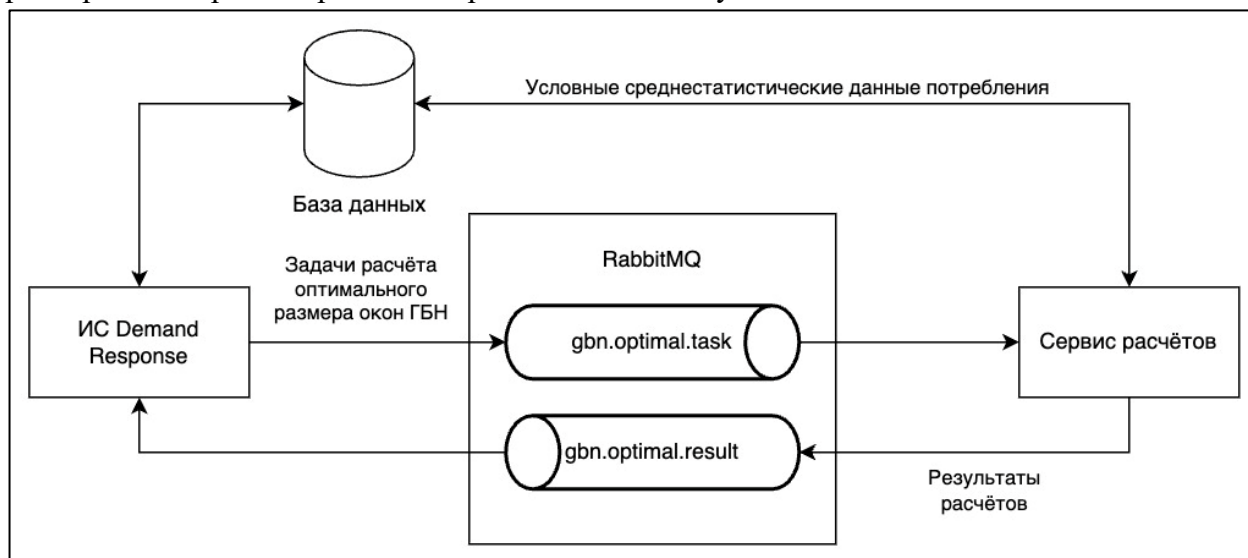 Условные среднестатистические данные потребления
База данных
Задачи расчёта
оптимального
размера окон ГБН
RabbitMQ
ИС Demand
Response
gbn.optimal.task
Сервис расчётов
gbn.optimal.result
Результаты
расчётов